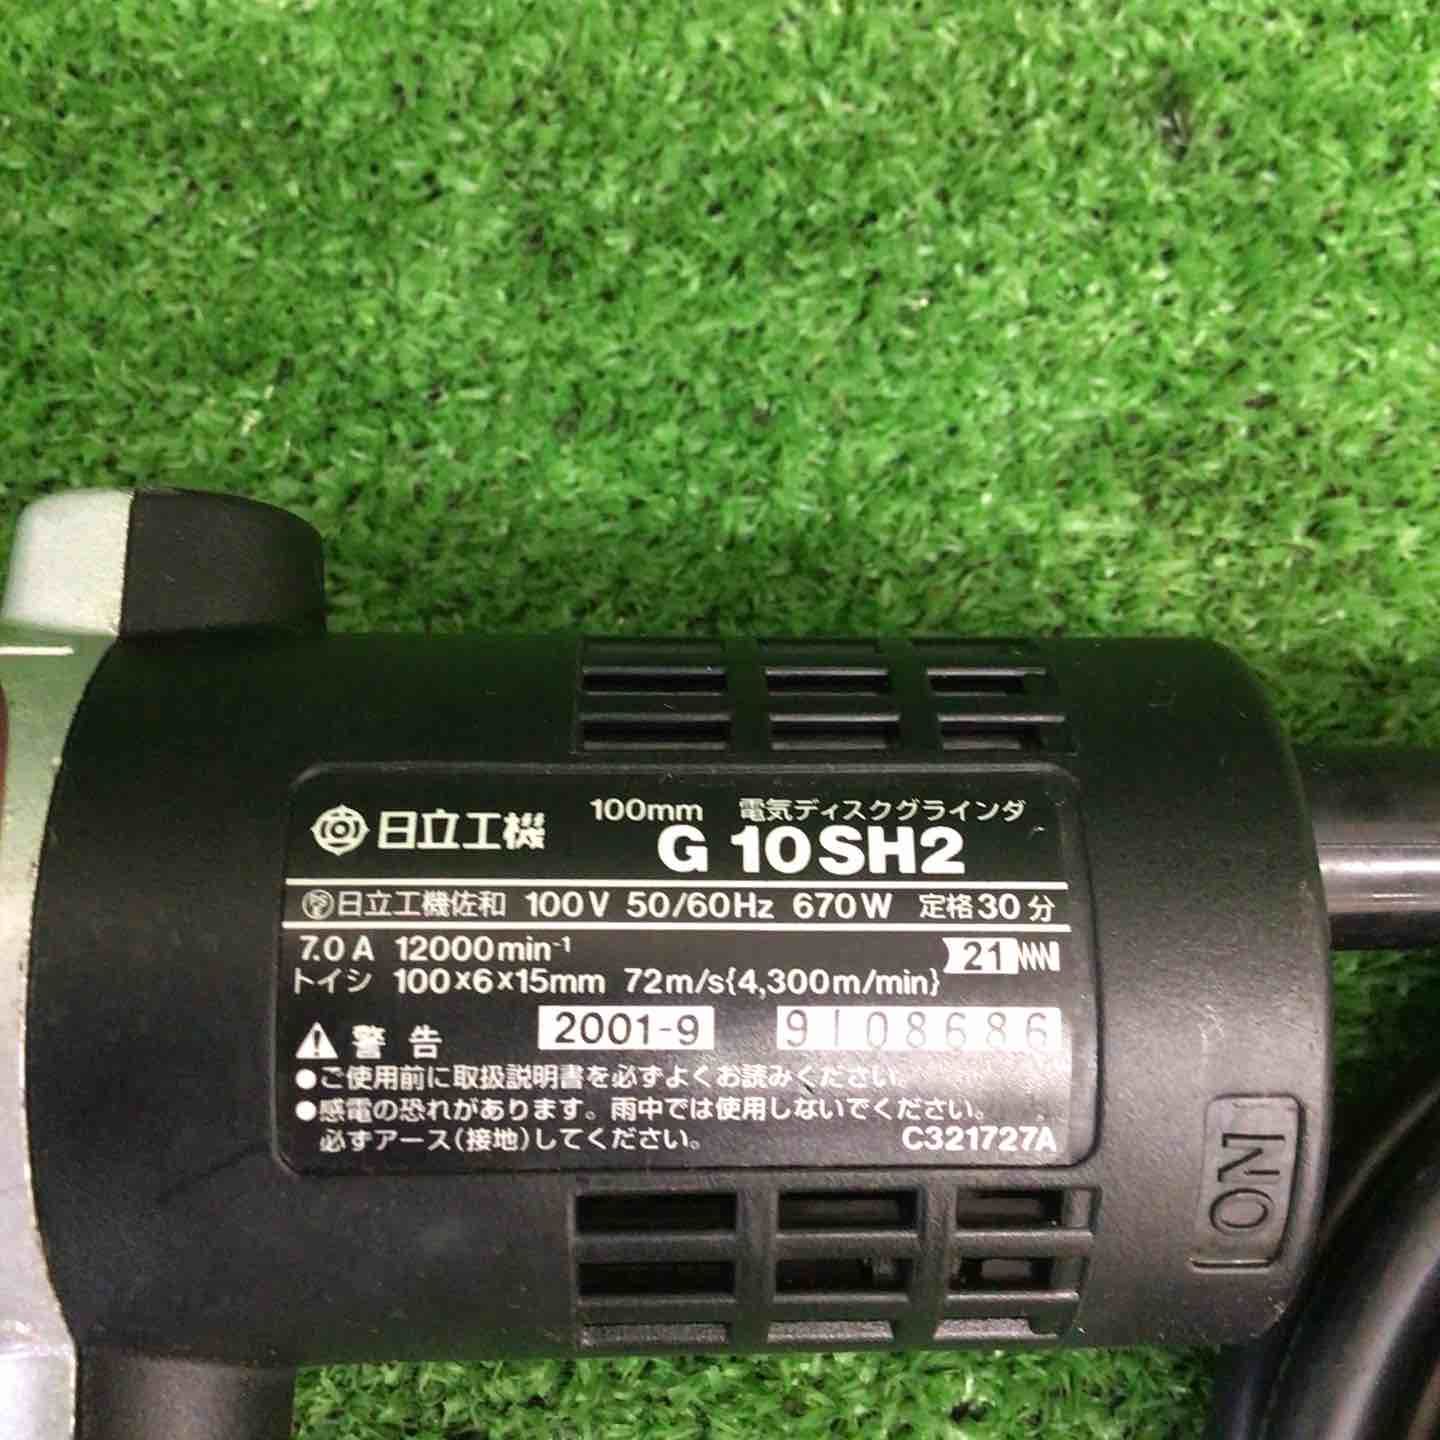 日立工機
100mm 電気ディスクグラインダ
G 10SH2
日立工機佐和 100V 50/60Hz 670W 定格30分
7.0A 12000min⁻¹ 21
トイシ 100×6×15mm 72m/s{4,300m/min}
警告 2001-9 9108686
●ご使用前に取扱説明書を必ずよくお読みください。
●感電の恐れがあります。雨中では使用しないでください。
必ずアース(接地)してください。 C321727A
ON